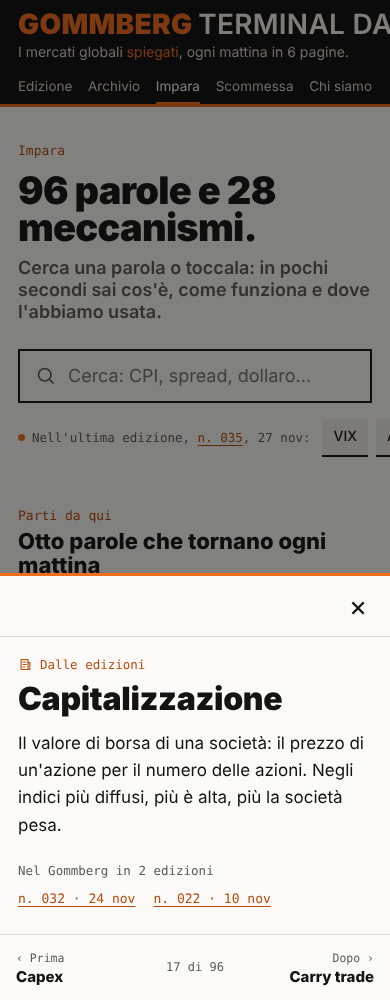 GOMMBERG TERMINAL DA
I mercati globali spiegati, ogni mattina in 6 pagine.
Edizione Archivio Impara Scommessa Chi siamo
Impara
96 parole e 28
meccanismi.
Cerca una parola o toccala: in pochi
secondi sai cos'è, come funziona e dove
l'abbiamo usata.
Cerca: CPI, spread, dollaro...
Nell'ultima edizione, n. 035, 27 nov: VIX
Parti da qui
Otto parole che tornano ogni
mattina
×
Dalle edizioni
Capitalizzazione
Il valore di borsa di una società: il prezzo di
un'azione per il numero delle azioni. Negli
indici più diffusi, più è alta, più la società
pesa.
Nel Gommberg in 2 edizioni
n. 032 · 24 nov n. 022 · 10 nov
‹ Prima
Capex
17 di 96
Dopo ›
Carry trade